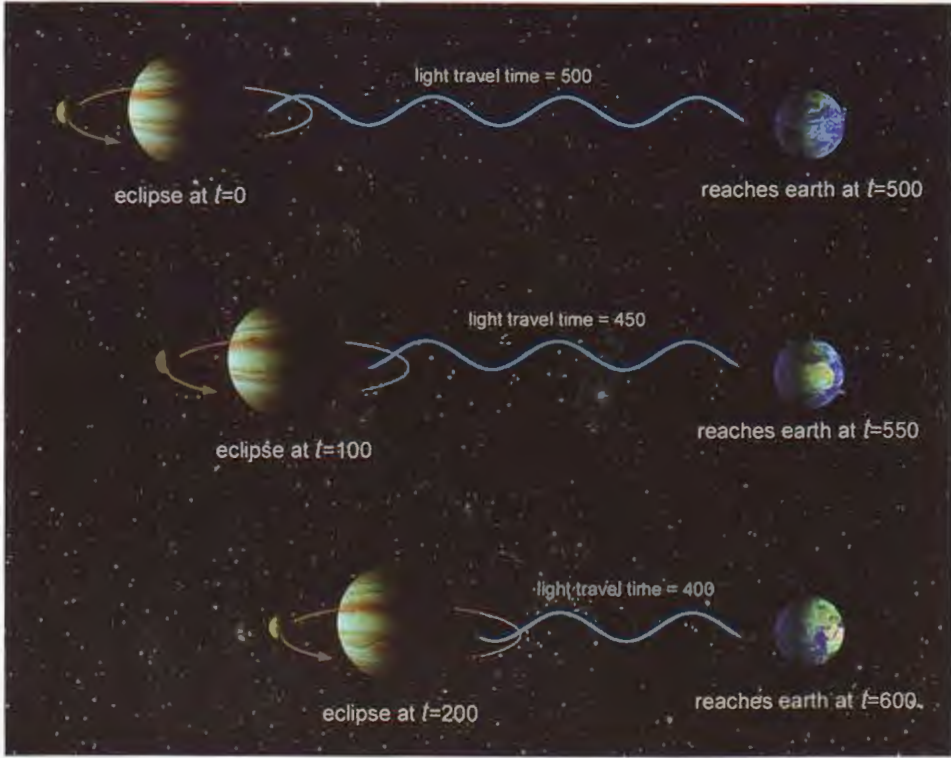 light travel time = 500
eclipse at t=0
reaches earth at t=500
light travel time = 450
eclipse at t=100
reaches earth at t=550
light travel time = 400
eclipse at t=200
reaches earth at t=600